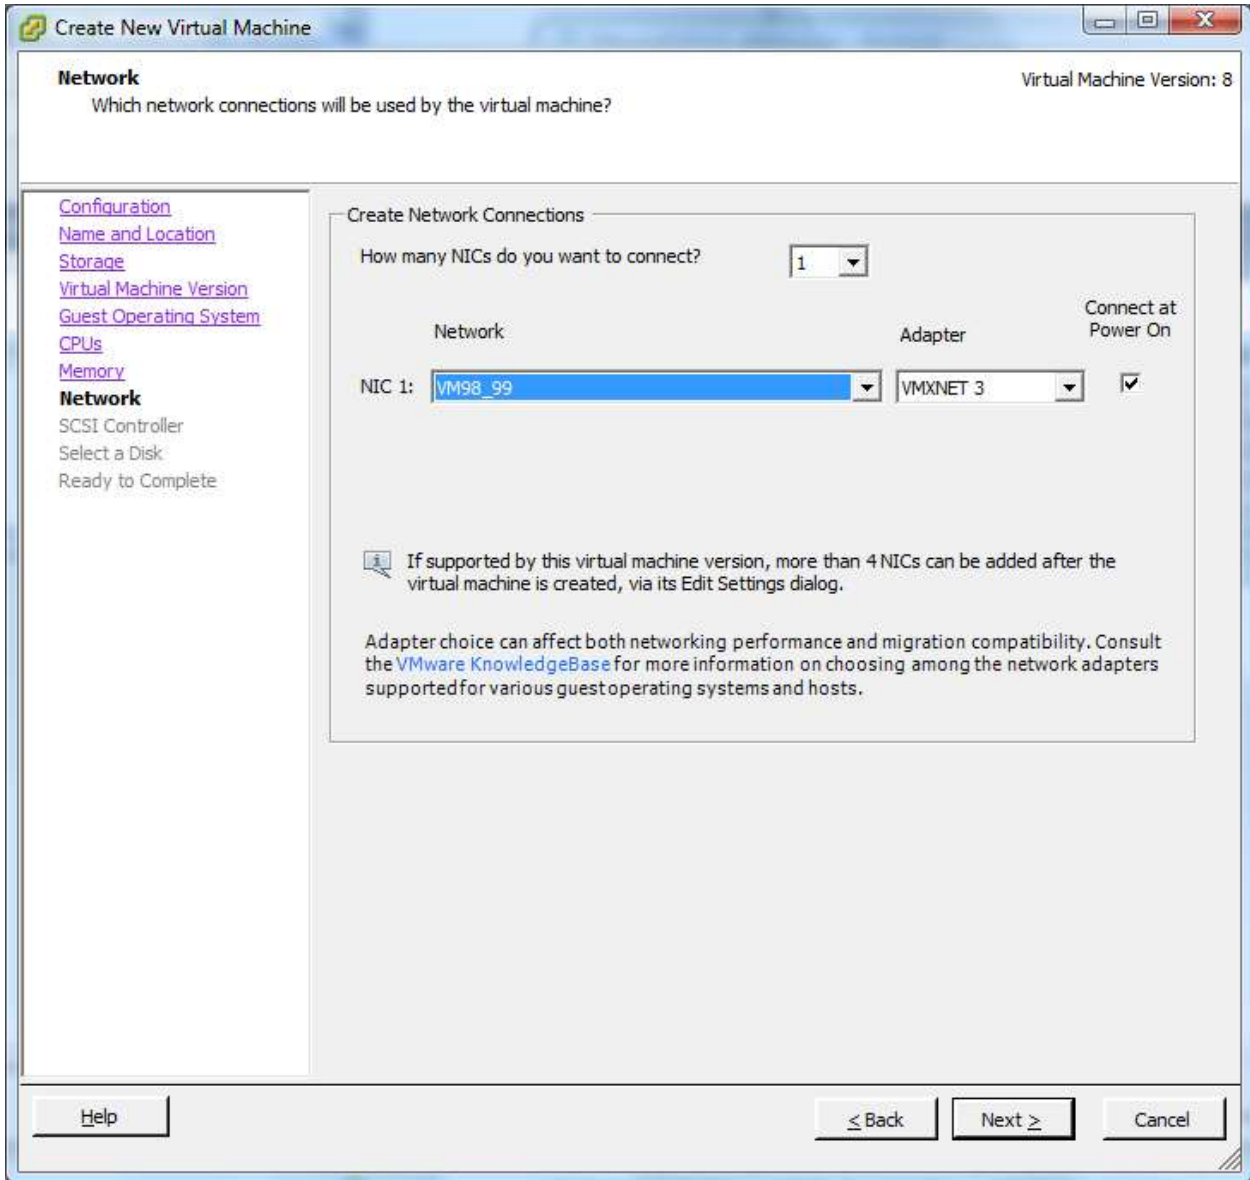 Create New Virtual Machine
Network
Virtual Machine Version: 8
Which network connections will be used by the virtual machine?
Configuration
Name and Location
Storage
Virtual Machine Version
Guest Operating System
CPUs
Memory
Network
SCSI Controller
Select a Disk
Ready to Complete
Create Network Connections
How many NICs do you want to connect? 1
Network
Adapter
Connect at
Power On
NIC 1: VM98_99 VMXNET 3
If supported by this virtual machine version, more than 4 NICs can be added after the
virtual machine is created, via its Edit Settings dialog.
Adapter choice can affect both networking performance and migration compatibility. Consult
the VMware KnowledgeBase for more information on choosing among the network adapters
supported for various guest operating systems and hosts.
Help
< Back
Next >
Cancel